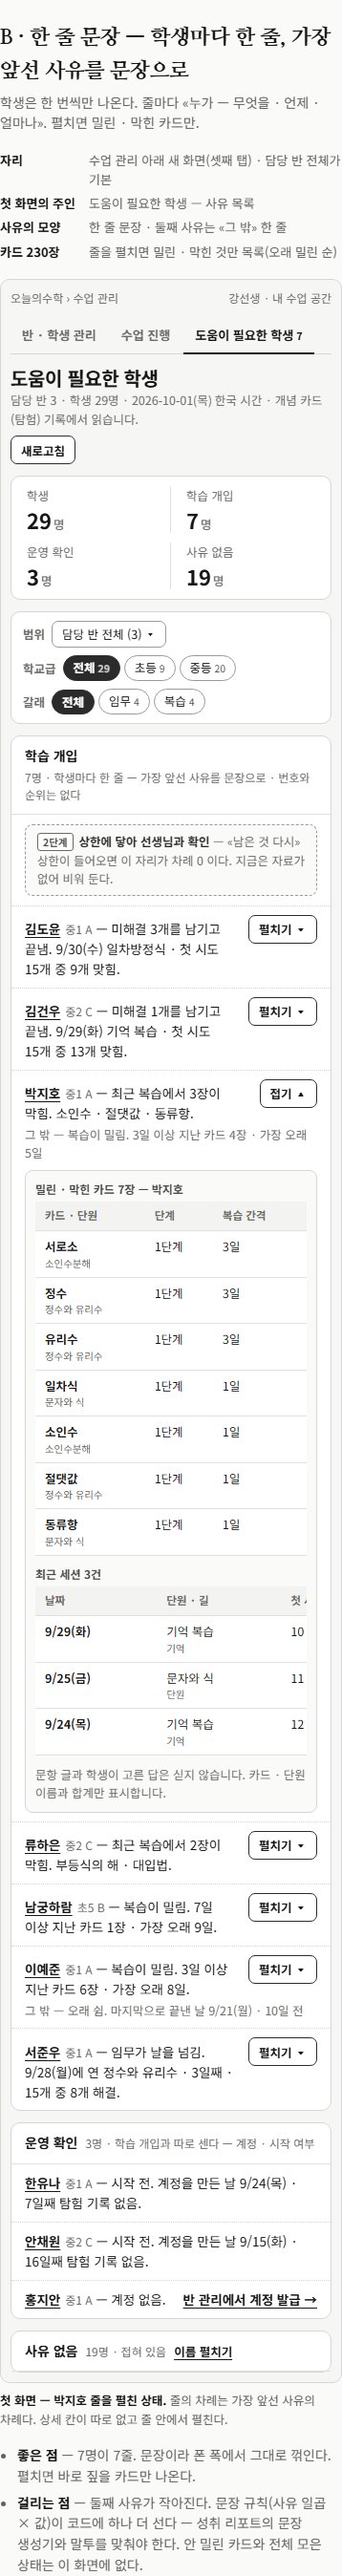 B · 한 줄 문장 — 학생마다 한 줄, 가장
앞선 사유를 문장으로
학생은 한 번씩만 나온다. 줄마다 «누가 — 무엇을 · 언제 ·
얼마나». 펼치면 밀린 · 막힌 카드만.
자리 수업 관리 아래 새 화면(셋째 탭) · 담당 반 전체가
기본
첫 화면의 주인 도움이 필요한 학생 — 사유 목록
사유의 모양 한 줄 문장 · 둘째 사유는 «그 밖» 한 줄
카드 230장 줄을 펼치면 밀린 · 막힌 것만 목록(오래 밀린 순)
오늘의수학 › 수업 관리 강선생 · 내 수업 공간
반 · 학생 관리 수업 진행 도움이 필요한 학생 7
도움이 필요한 학생
담당 반 3 · 학생 29명 · 2026-10-01(목) 한국 시간 · 개념 카드
(탐험) 기록에서 읽습니다.
새로고침
학생 학습 개입
29 명 7 명
운영 확인 사유 없음
3 명 19 명
범위 담당 반 전체 (3) ▾
학교급 전체 29 초등 9 중등 20
갈래 전체 임무 4 복습 4
학습 개입
7명 · 학생마다 한 줄 — 가장 앞선 사유를 문장으로 · 번호와
순위는 없다
2단계 상한에 닿아 선생님과 확인 — «남은 것 다시»
상한이 들어오면 이 자리가 차례 0 이다. 지금은 자료가
없어 비워 둔다.
김도윤 중1 A — 미해결 3개를 남기고 펼치기 ▾
끝냄. 9/30(수) 일차방정식 · 첫 시도
15개 중 9개 맞힘.
김건우 중2 C — 미해결 1개를 남기고 펼치기 ▾
끝냄. 9/29(화) 기억 복습 · 첫 시도
15개 중 13개 맞힘.
박지호 중1 A — 최근 복습에서 3장이 접기 ▴
막힘. 소인수 · 절댓값 · 동류항.
그 밖 — 복습이 밀림. 3일 이상 지난 카드 4장 · 가장 오래
5일
밀린 · 막힌 카드 7장 — 박지호
카드 · 단원 단계 복습 간격
서로소 1단계 3일
소인수분해
정수 1단계 3일
정수와 유리수
유리수 1단계 3일
정수와 유리수
일차식 1단계 1일
문자와 식
소인수 1단계 1일
소인수분해
절댓값 1단계 1일
정수와 유리수
동류항 1단계 1일
문자와 식
최근 세션 3건
날짜 단원 · 길 첫
9/29(화) 기억 복습 10
기억
9/25(금) 문자와 식 11
단원
9/24(목) 기억 복습 12
기억
문항 글과 학생이 고른 답은 싣지 않습니다. 카드 · 단원
이름과 합계만 표시합니다.
류하은 중2 C — 최근 복습에서 2장이 펼치기 ▾
막힘. 부등식의 해 · 대입법.
남궁하람 초5 B — 복습이 밀림. 7일 펼치기 ▾
이상 지난 카드 1장 · 가장 오래 9일.
이예준 중1 A — 복습이 밀림. 3일 이상 펼치기 ▾
지난 카드 6장 · 가장 오래 8일.
그 밖 — 오래 쉼. 마지막으로 끝낸 날 9/21(월) · 10일 전
서준우 중1 A — 임무가 날을 넘김. 펼치기 ▾
9/28(월)에 연 정수와 유리수 · 3일째 ·
15개 중 8개 해결.
운영 확인 3명 · 학습 개입과 따로 센다 — 계정 · 시작 여부
한유나 중1 A — 시작 전. 계정을 만든 날 9/24(목) ·
7일째 탐험 기록 없음.
안채원 중2 C — 시작 전. 계정을 만든 날 9/15(화) ·
16일째 탐험 기록 없음.
홍지안 중1 A — 계정 없음. 반 관리에서 계정 발급 →
사유 없음 19명 · 접혀 있음 이름 펼치기
첫 화면 — 박지호 줄을 펼친 상태. 줄의 차례는 가장 앞선 사유의
차례다. 상세 칸이 따로 없고 줄 안에서 펼친다.
• 좋은 점 — 7명이 7줄. 문장이라 폰 폭에서 그대로 꺾인다.
펼치면 바로 짚을 카드만 나온다.
• 걸리는 점 — 둘째 사유가 작아진다. 문장 규칙(사유 일곱
× 값)이 코드에 하나 더 선다 — 성취 리포트의 문장
생성기와 말투를 맞춰야 한다. 안 밀린 카드와 전체 모은
상태는 이 화면에 없다.